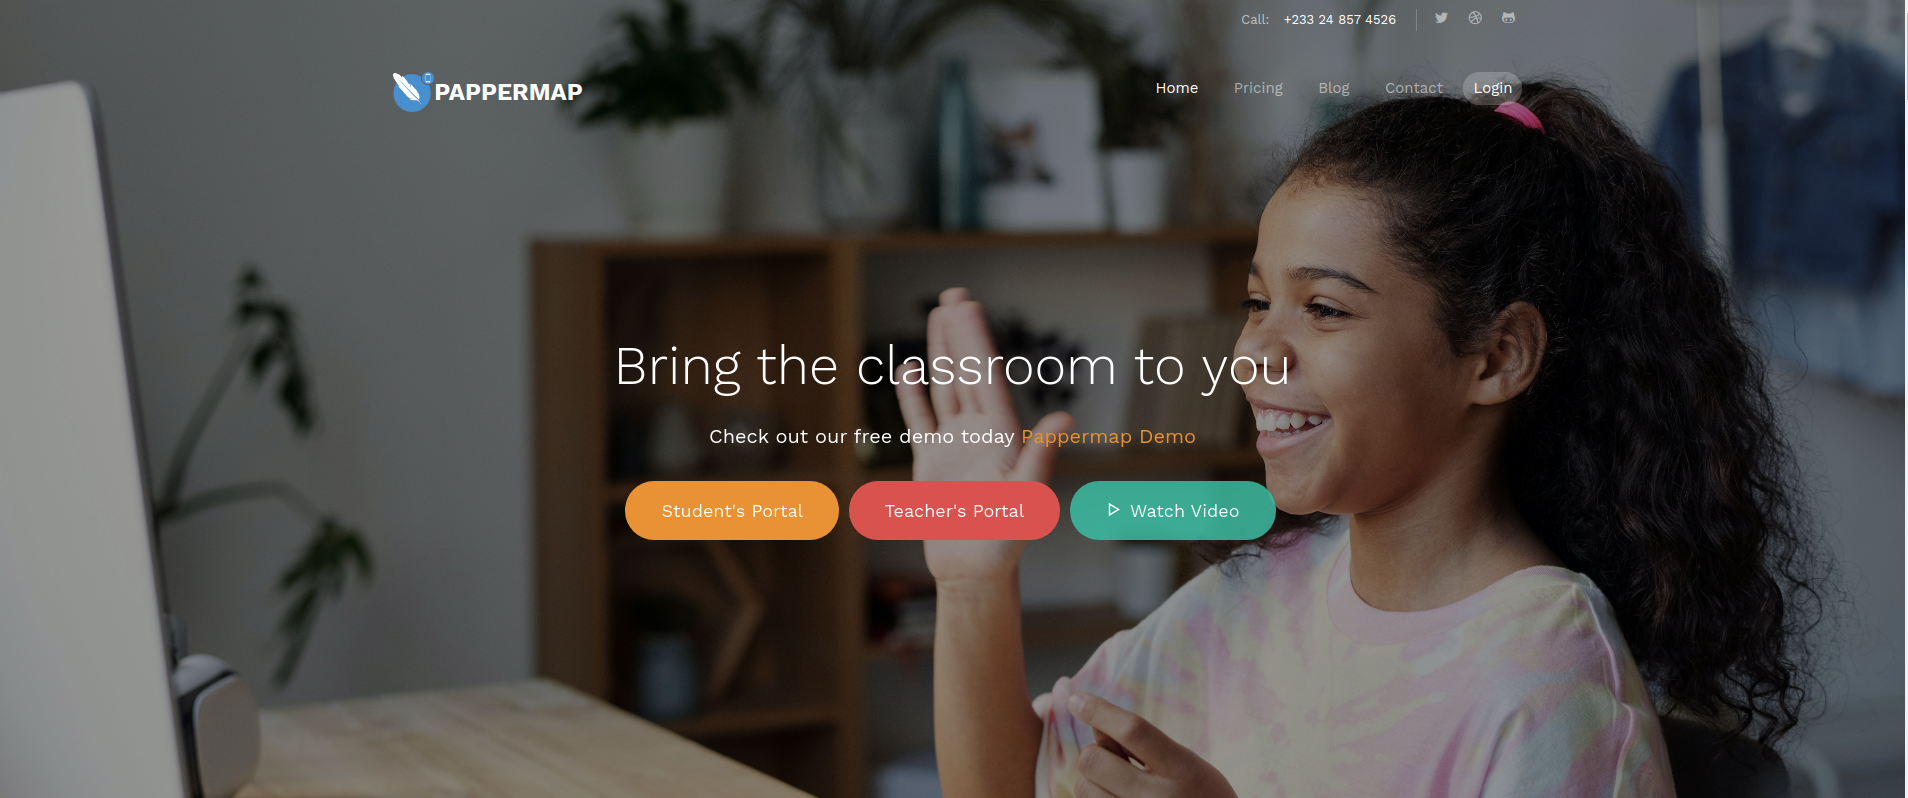 Call: +233 24 857 4526
PAPPERMAP
Home Pricing Blog Contact Login
Bring the classroom to you
Check out our free demo today Pappermap Demo
Student's Portal Teacher's Portal Watch Video